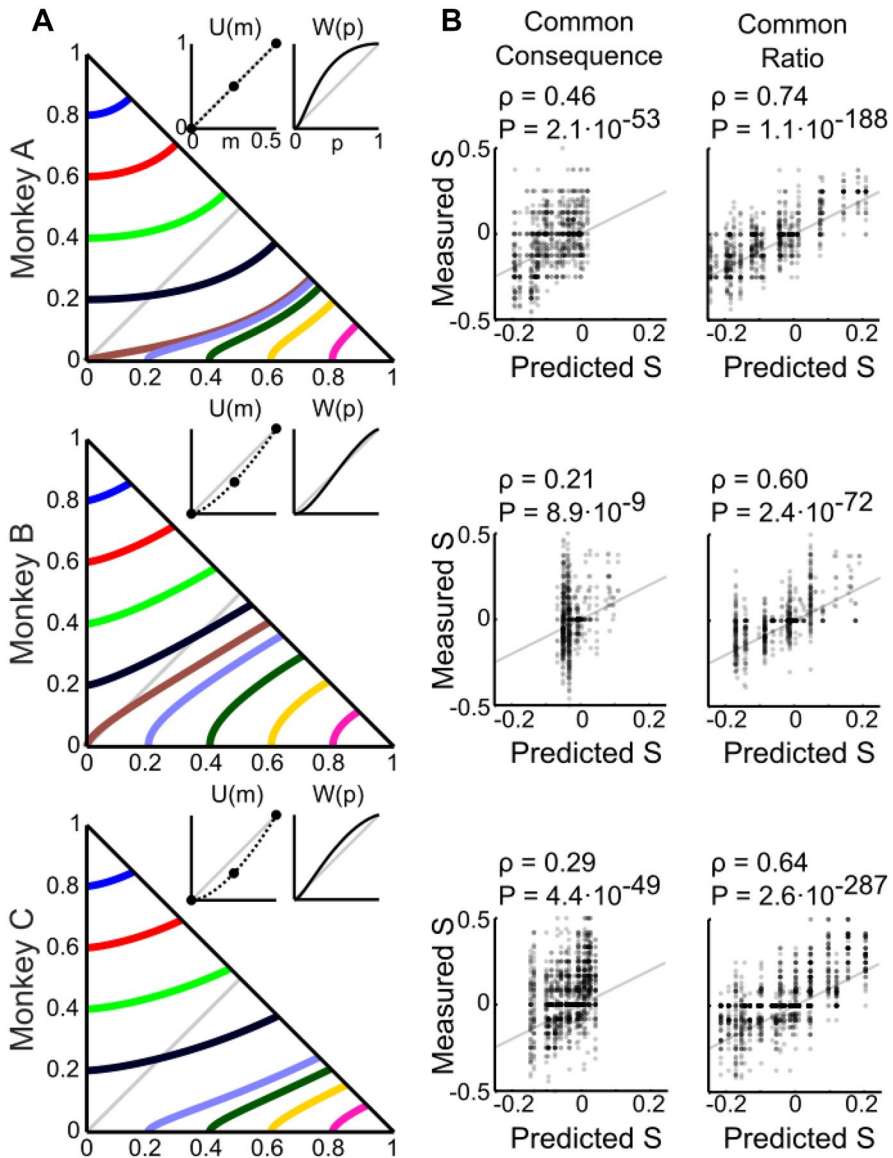 A
B
U(m)
W(p)
1
0
m
0.5
0
p
1
Monkey A
1
0.8
0.6
0.4
0.2
0
0
0.2
0.4
0.6
0.8
1
Common
Consequence
Common
Ratio
ρ = 0.46
P = 2.1·10-53
ρ = 0.74
P = 1.1·10-188
Measured S
0.5
0
-0.5
-0.2
0
0.2
Predicted S
-0.2
0
0.2
Predicted S
U(m)
W(p)
Monkey B
1
0.8
0.6
0.4
0.2
0
0
0.2
0.4
0.6
0.8
1
ρ = 0.21
P = 8.9·10-9
ρ = 0.60
P = 2.4·10-72
Measured S
0.5
0
-0.5
-0.2
0
0.2
Predicted S
-0.2
0
0.2
Predicted S
U(m)
W(p)
Monkey C
1
0.8
0.6
0.4
0.2
0
0
0.2
0.4
0.6
0.8
1
ρ = 0.29
P = 4.4·10-49
ρ = 0.64
P = 2.6·10-287
Measured S
0.5
0
-0.5
-0.2
0
0.2
Predicted S
-0.2
0
0.2
Predicted S